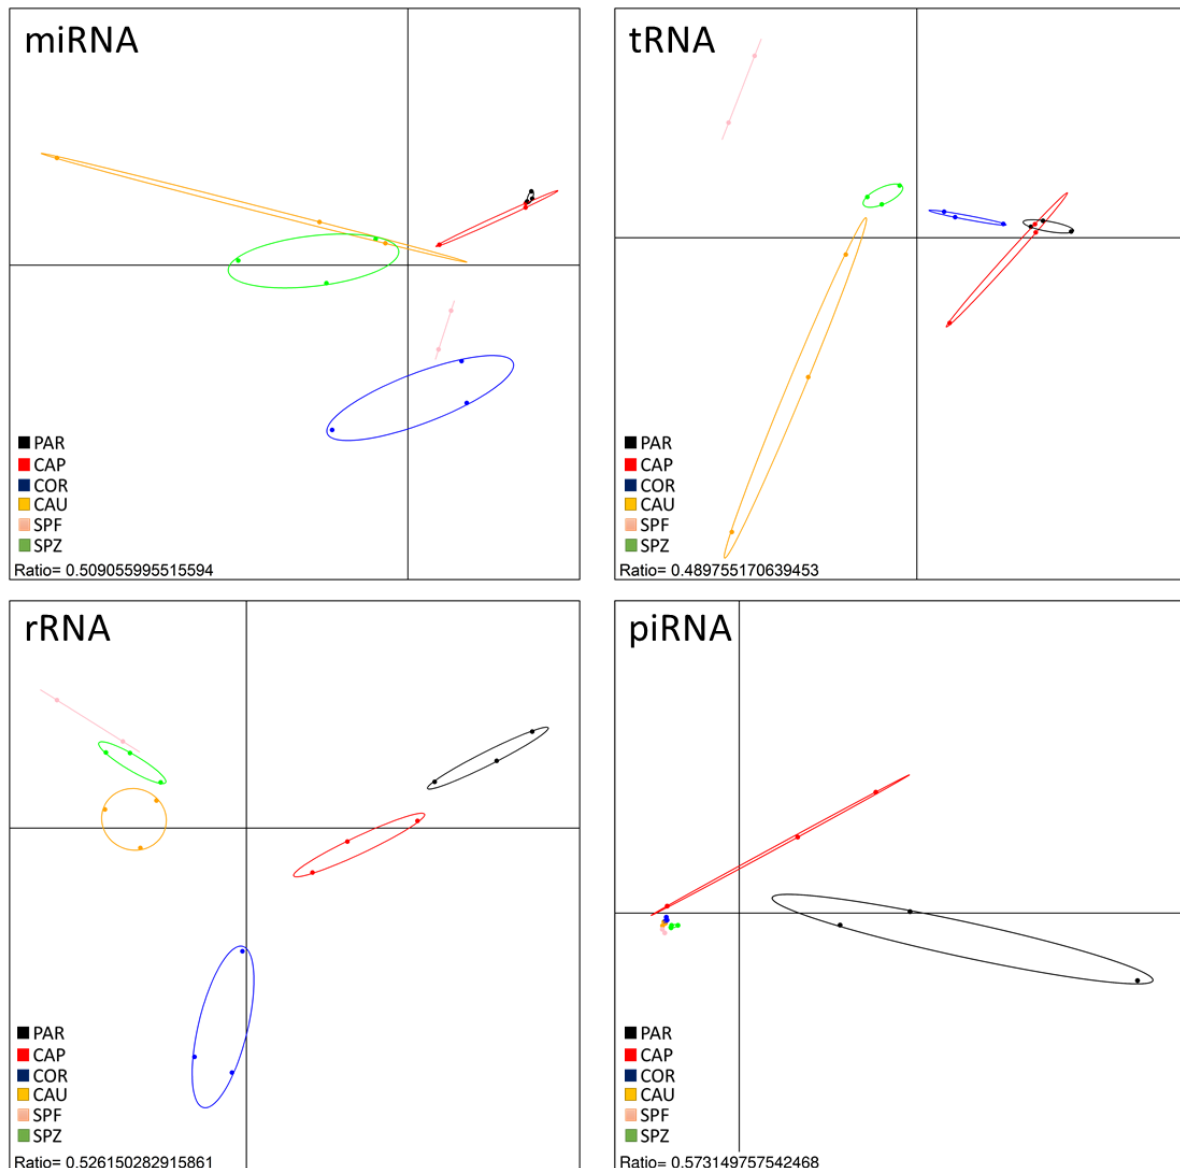 miRNA
PAR
CAP
COR
CAU
SPF
SPZ
Ratio= 0.509055995515594
tRNA
PAR
CAP
COR
CAU
SPF
SPZ
Ratio= 0.489755170639453
rRNA
PAR
CAP
COR
CAU
SPF
SPZ
Ratio= 0.526150282915861
piRNA
PAR
CAP
COR
CAU
SPF
SPZ
Ratio= 0.573149757542468